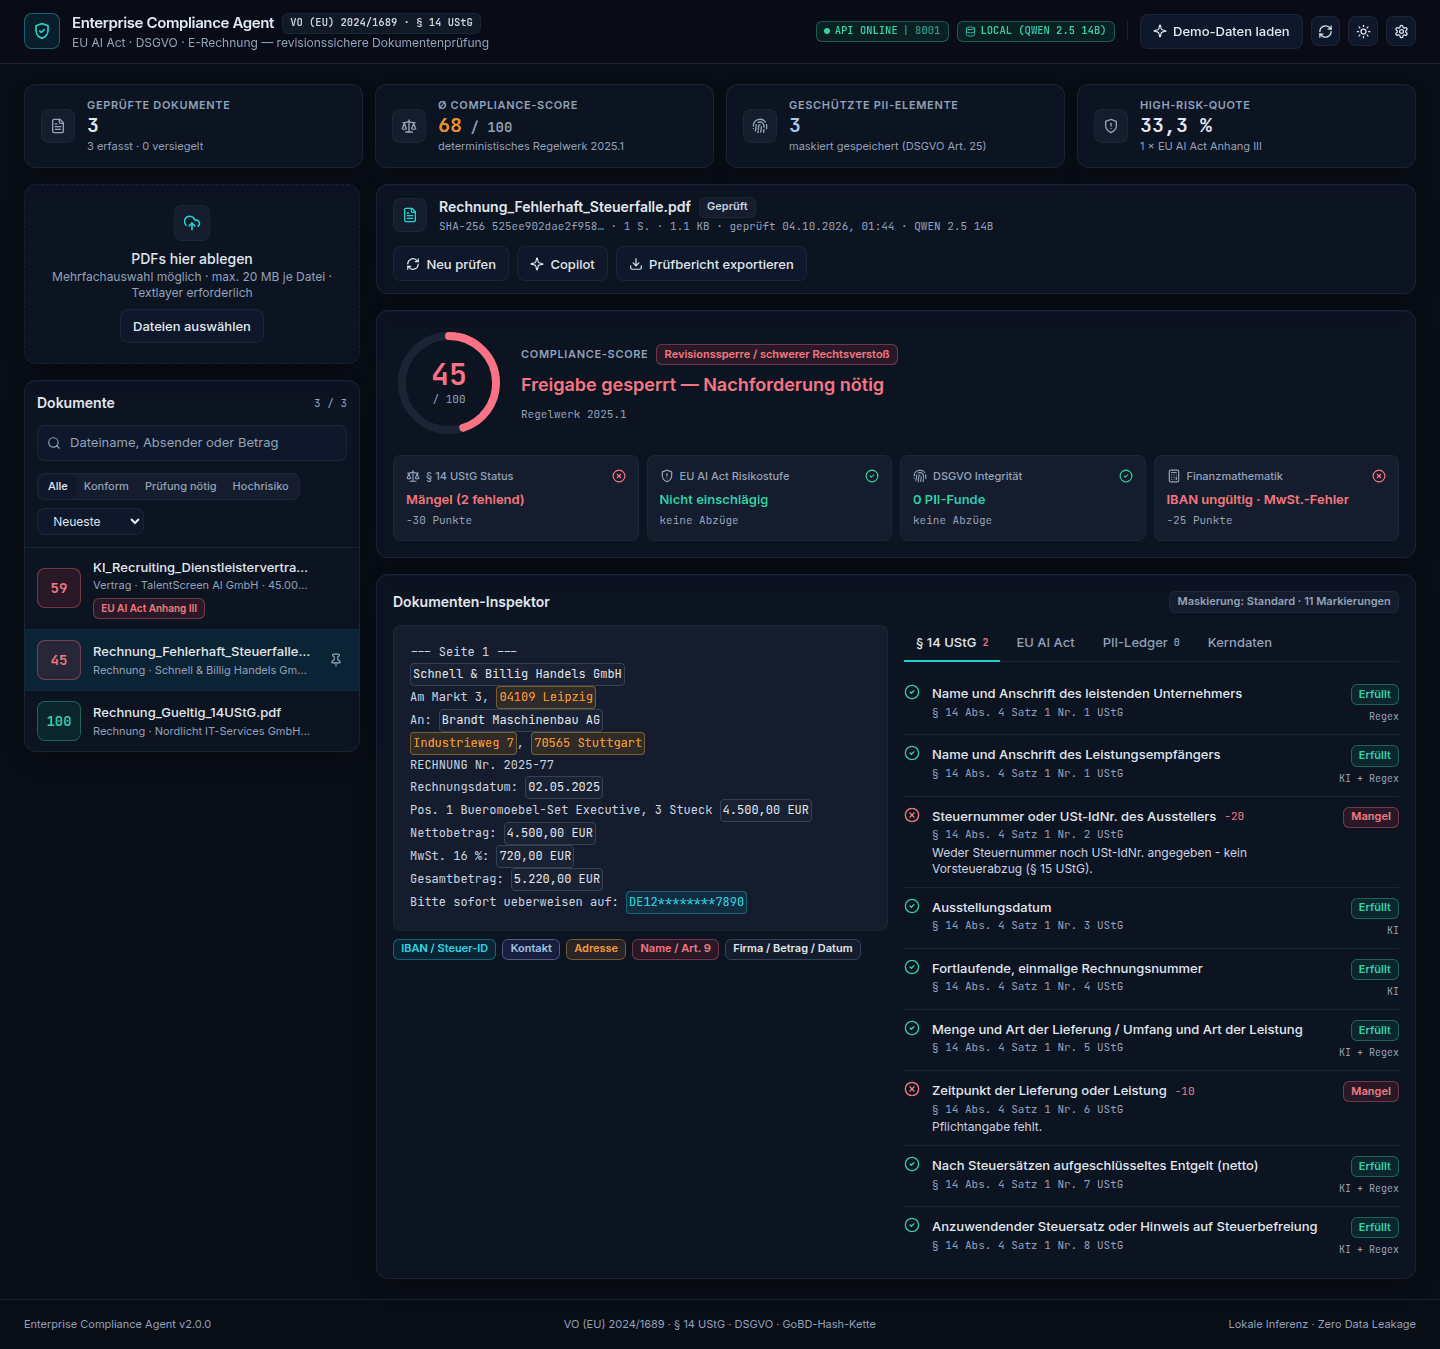 Enterprise Compliance Agent VO (EU) 2024/1689 · § 14 UStG
EU AI Act · DSGVO · E-Rechnung — revisionssichere Dokumentenprüfung
API ONLINE | 8001 LOCAL (QWEN 2.5 14B) Demo-Daten laden
GEPRÜFTE DOKUMENTE
3
3 erfasst · 0 versiegelt
Ø COMPLIANCE-SCORE
68 / 100
deterministisches Regelwerk 2025.1
GESCHÜTZTE PII-ELEMENTE
3
maskiert gespeichert (DSGVO Art. 25)
HIGH-RISK-QUOTE
33,3 %
1 × EU AI Act Anhang III
PDFs hier ablegen
Mehrfachauswahl möglich · max. 20 MB je Datei ·
Textlayer erforderlich
Dateien auswählen
Dokumente 3 / 3
Dateiname, Absender oder Betrag
Alle Konform Prüfung nötig Hochrisiko
Neueste
59 KI_Recruiting_Dienstleistervertra...
Vertrag · TalentScreen AI GmbH · 45.00...
EU AI Act Anhang III
45 Rechnung_Fehlerhaft_Steuerfalle...
Rechnung · Schnell & Billig Handels Gm...
100 Rechnung_Gueltig_14UStG.pdf
Rechnung · Nordlicht IT-Services GmbH...
Rechnung_Fehlerhaft_Steuerfalle.pdf Geprüft
SHA-256 525ee902dae2f958… · 1 S. · 1.1 KB · geprüft 04.10.2026, 01:44 · QWEN 2.5 14B
Neu prüfen Copilot Prüfbericht exportieren
45
/ 100
COMPLIANCE-SCORE Revisionssperre / schwerer Rechtsverstoß
Freigabe gesperrt — Nachforderung nötig
Regelwerk 2025.1
§ 14 UStG Status
Mängel (2 fehlend)
-30 Punkte
EU AI Act Risikostufe
Nicht einschlägig
keine Abzüge
DSGVO Integrität
0 PII-Funde
keine Abzüge
Finanzmathematik
IBAN ungültig · MwSt.-Fehler
-25 Punkte
Dokumenten-Inspektor Maskierung: Standard · 11 Markierungen
--- Seite 1 ---
Schnell & Billig Handels GmbH
Am Markt 3, 04109 Leipzig
An: Brandt Maschinenbau AG
Industrieweg 7, 70565 Stuttgart
RECHNUNG Nr. 2025-77
Rechnungsdatum: 02.05.2025
Pos. 1 Bueromoebel-Set Executive, 3 Stueck 4.500,00 EUR
Nettobetrag: 4.500,00 EUR
MwSt. 16 %: 720,00 EUR
Gesamtbetrag: 5.220,00 EUR
Bitte sofort ueberweisen auf: DE12********7890
IBAN / Steuer-ID Kontakt Adresse Name / Art. 9 Firma / Betrag / Datum
§ 14 UStG 2 EU AI Act PII-Ledger 0 Kerndaten
Name und Anschrift des leistenden Unternehmers Erfüllt
§ 14 Abs. 4 Satz 1 Nr. 1 UStG Regex
Name und Anschrift des Leistungsempfängers Erfüllt
§ 14 Abs. 4 Satz 1 Nr. 1 UStG KI + Regex
Steuernummer oder USt-IdNr. des Ausstellers -20 Mangel
§ 14 Abs. 4 Satz 1 Nr. 2 UStG
Weder Steuernummer noch USt-IdNr. angegeben - kein
Vorsteuerabzug (§ 15 UStG).
Ausstellungsdatum Erfüllt
§ 14 Abs. 4 Satz 1 Nr. 3 UStG KI
Fortlaufende, einmalige Rechnungsnummer Erfüllt
§ 14 Abs. 4 Satz 1 Nr. 4 UStG KI
Menge und Art der Lieferung / Umfang und Art der Leistung Erfüllt
§ 14 Abs. 4 Satz 1 Nr. 5 UStG KI + Regex
Zeitpunkt der Lieferung oder Leistung -10 Mangel
§ 14 Abs. 4 Satz 1 Nr. 6 UStG
Pflichtangabe fehlt.
Nach Steuersätzen aufgeschlüsseltes Entgelt (netto) Erfüllt
§ 14 Abs. 4 Satz 1 Nr. 7 UStG KI + Regex
Anzuwendender Steuersatz oder Hinweis auf Steuerbefreiung Erfüllt
§ 14 Abs. 4 Satz 1 Nr. 8 UStG KI + Regex
Enterprise Compliance Agent v2.0.0 VO (EU) 2024/1689 · § 14 UStG · DSGVO · GoBD-Hash-Kette Lokale Inferenz · Zero Data Leakage